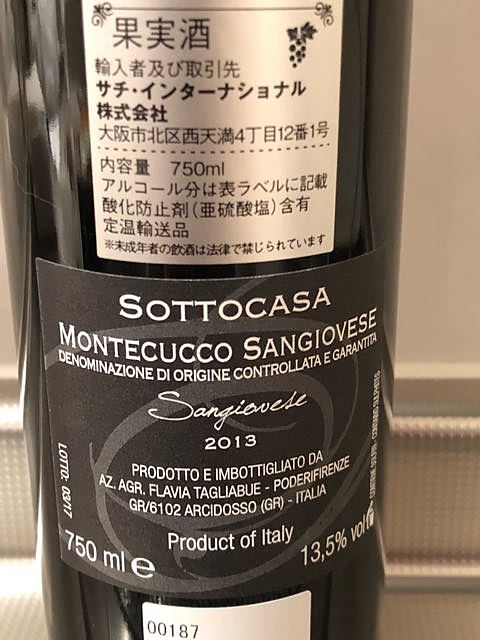 果実酒
輸入者及び取引先
サチ・インターナショナル
株式会社
大阪市北区西天満4丁目12番1号
内容量 750ml
アルコール分は表ラベルに記載
酸化防止剤(亜硫酸塩)含有
定温輸送品
※未成年者の飲酒は法律で禁じられています
SOTTOCASA
MONTECUCCO SANGIOVESE
DENOMINAZIONE DI ORIGINE CONTROLLATA E GARANTITA
Sangiovese
2013
PRODOTTO E IMBOTTIGLIATO DA
AZ. AGR. FLAVIA TAGLIABUE - PODERIFIRENZE
GR/6102 ARCIDOSSO (GR) - ITALIA
Product of Italy
750 ml e
13,5% vol
LOTTO. 03/17
CONTIENE SOLFITI - CONTAINS SULPHITES
00187